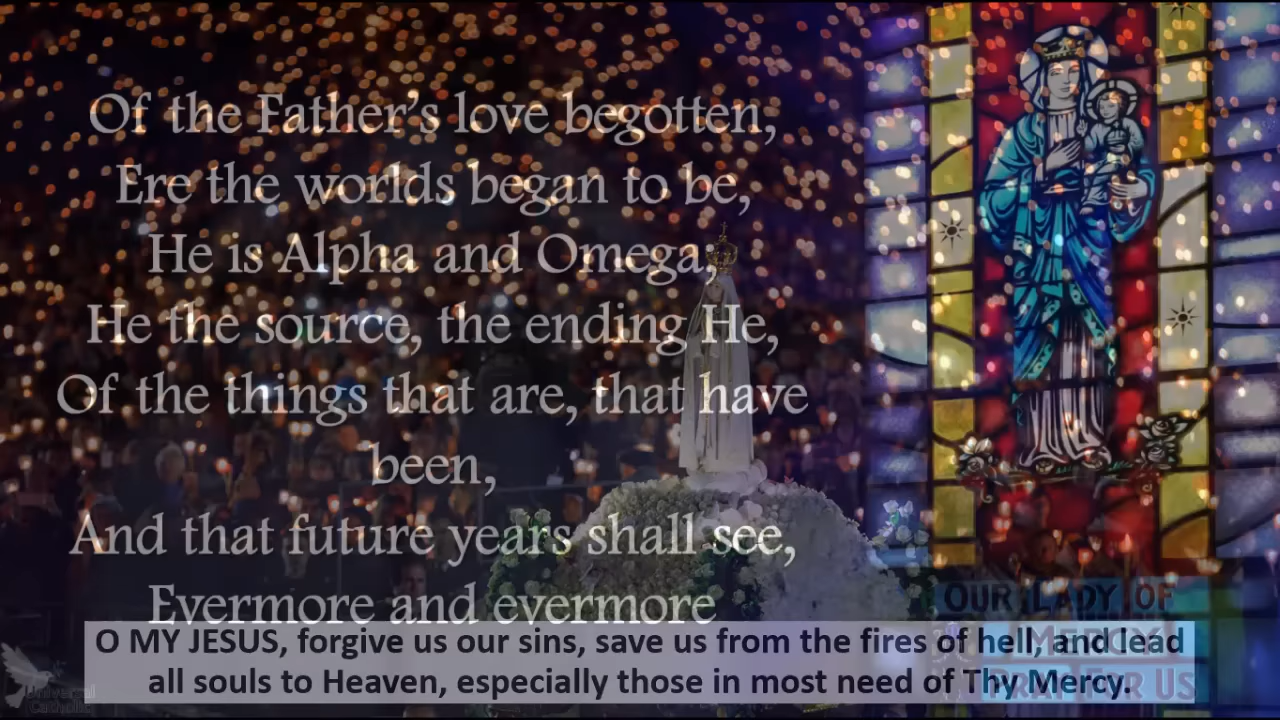 Of the Father's love begotten,
Ere the worlds began to be,
He is Alpha and Omega,
He the source, the ending He,
Of the things that are, that have
been,
And that future years shall see,
Evermore and evermore
OUR LADY OF
MERCY
PRAY FOR US
O MY JESUS, forgive us our sins, save us from the fires of hell, and lead
all souls to Heaven, especially those in most need of Thy Mercy.
Universal
Catholic